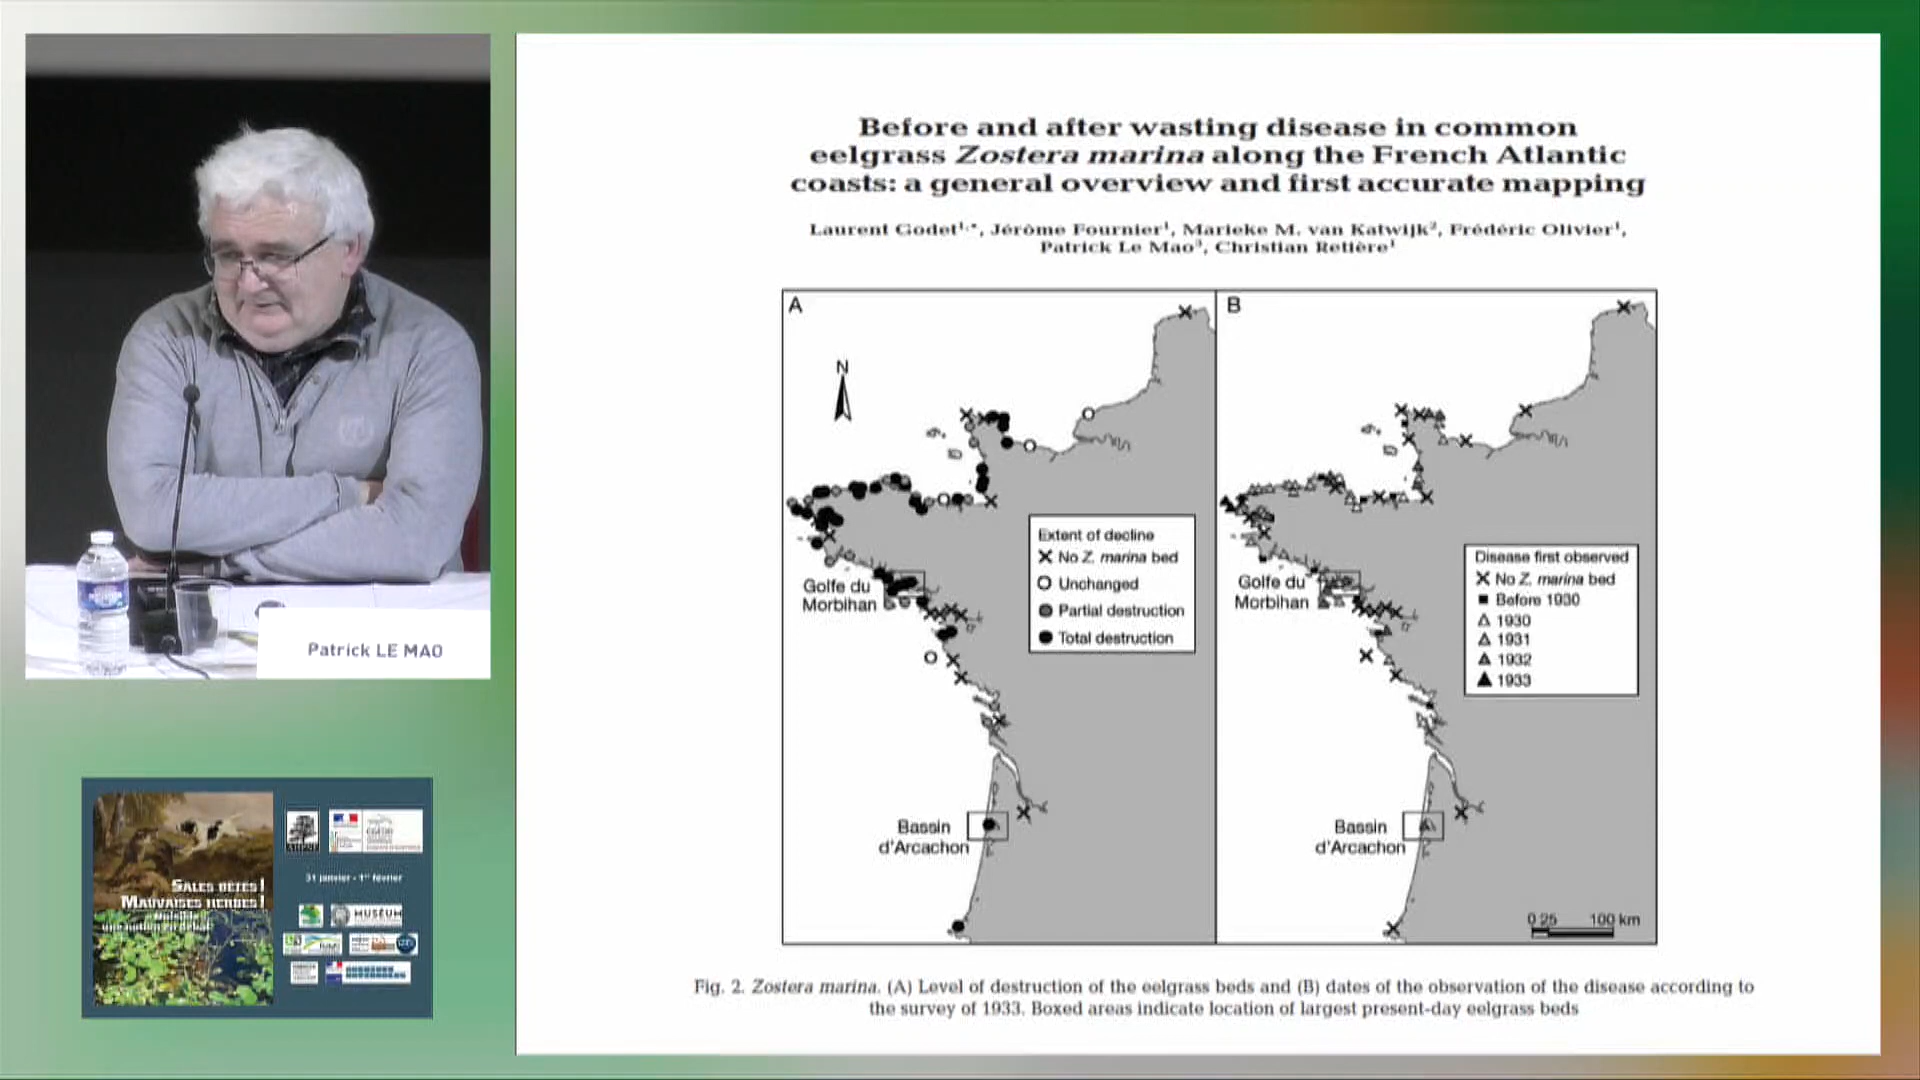 Before and after wasting disease in common
eelgrass Zostera marina along the French Atlantic
coasts: a general overview and first accurate mapping
Laurent Godet1,*, Jérôme Fournier1, Marieke M. van Katwijk2, Frédéric Olivier1,
Patrick Le Mao3, Christian Retière1
A
N
Extent of decline
No Z. marina bed
Unchanged
Partial destruction
Total destruction
Golfe du
Morbihan
Bassin
d'Arcachon
B
Disease first observed
No Z. marina bed
Before 1930
1930
1931
1932
1933
Golfe du
Morbihan
Bassin
d'Arcachon
0 25 100 km
Fig. 2. Zostera marina. (A) Level of destruction of the eelgrass beds and (B) dates of the observation of the disease according to
the survey of 1933. Boxed areas indicate location of largest present-day eelgrass beds
Patrick LE MAO
Sales bêtes !
Mauvaises herbes !
une notion en débat
31 janvier - 1er février
MUSÉUM